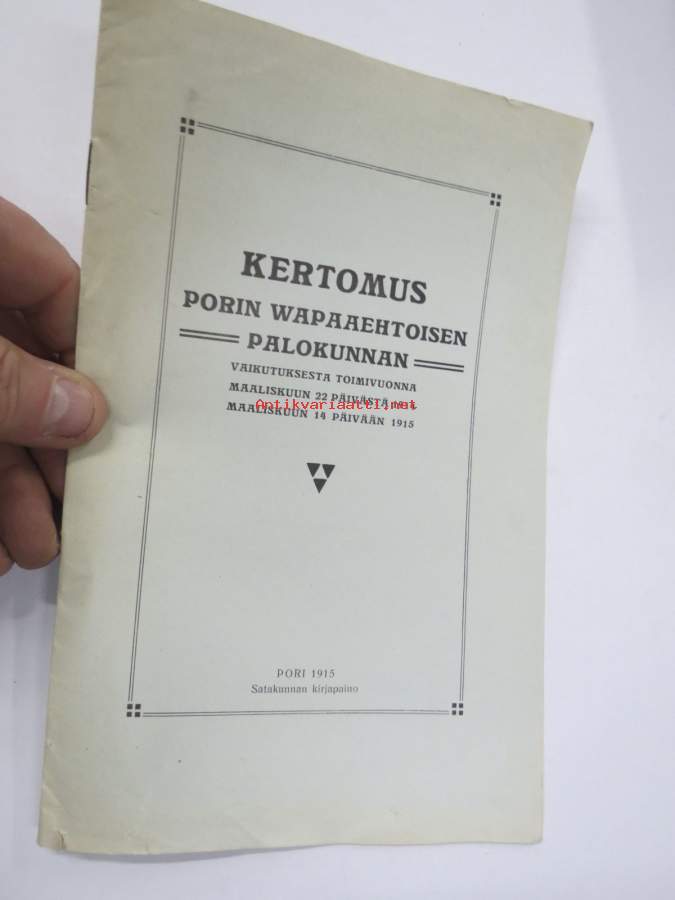 KERTOMUS
PORIN WAPAAEHTOISEN
PALOKUNNAN
VAIKUTUKSESTA TOIMIVUONNA
MAALISKUUN 22 PÄIVÄSTÄ 1914
Antikvariaatti.net
MAALISKUUN 14 PÄIVÄÄN 1915
PORI 1915
Satakunnan kirjapaino